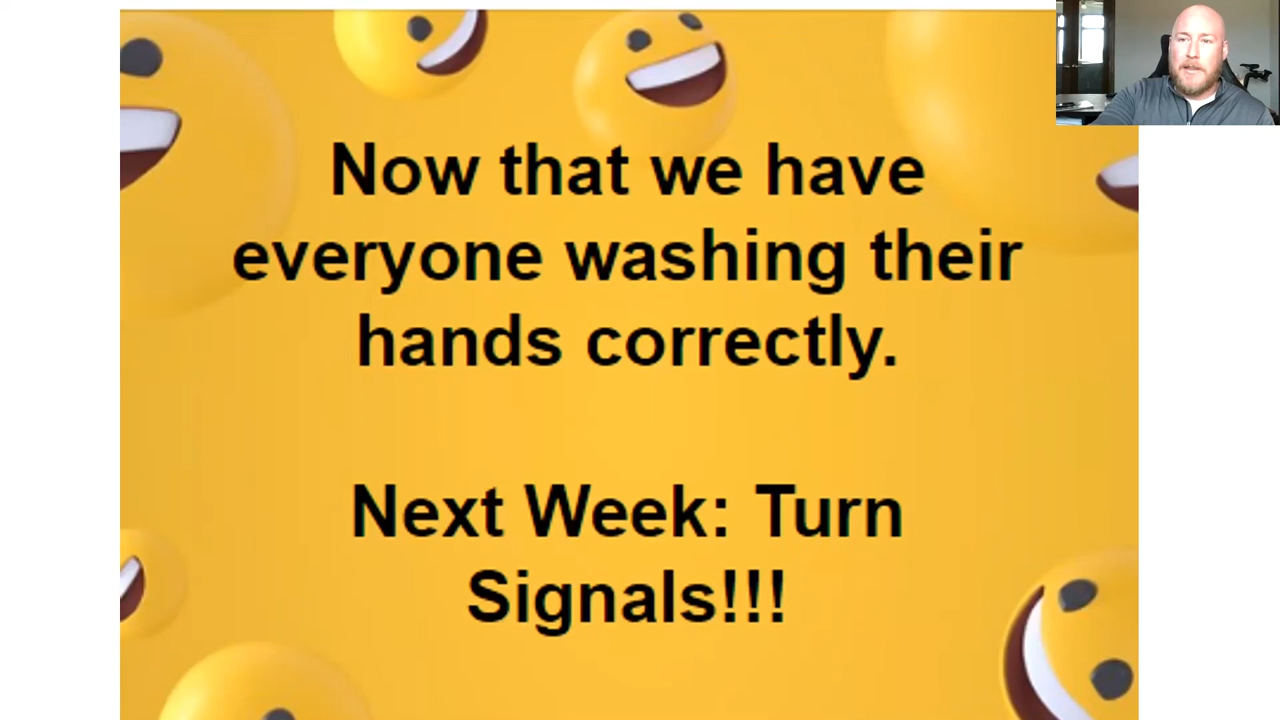 Now that we have
everyone washing their
hands correctly.
Next Week: Turn
Signals!!!